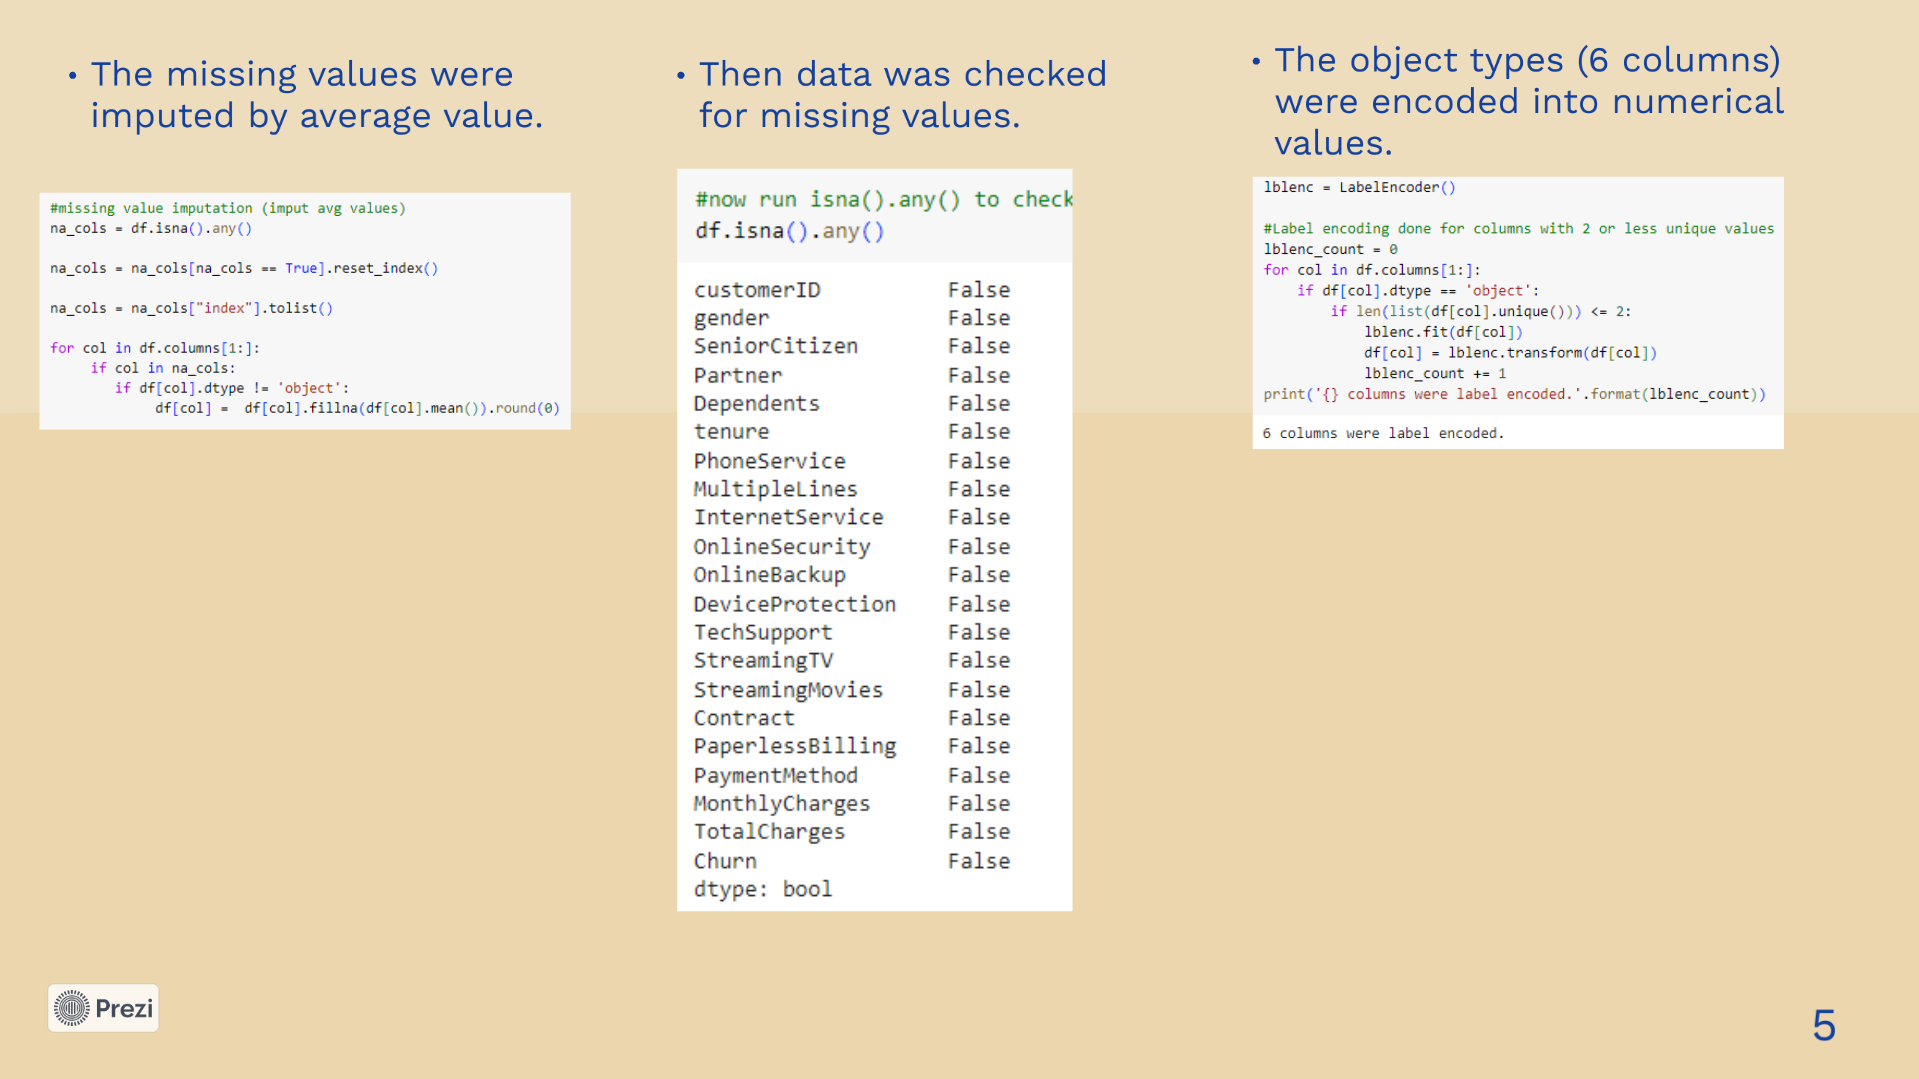 • The missing values were
imputed by average value.
#missing value imputation (imput avg values)
na_cols = df.isna().any()
na_cols = na_cols[na_cols == True].reset_index()
na_cols = na_cols["index"].tolist()
for col in df.columns[1:]:
     if col in na_cols:
        if df[col].dtype != 'object':
             df[col] =  df[col].fillna(df[col].mean()).round(0)
• Then data was checked
for missing values.
#now run isna().any() to check
df.isna().any()
customerID False
gender False
SeniorCitizen False
Partner False
Dependents False
tenure False
PhoneService False
MultipleLines False
InternetService False
OnlineSecurity False
OnlineBackup False
DeviceProtection False
TechSupport False
StreamingTV False
StreamingMovies False
Contract False
PaperlessBilling False
PaymentMethod False
MonthlyCharges False
TotalCharges False
Churn False
dtype: bool
• The object types (6 columns)
were encoded into numerical
values.
lblenc = LabelEncoder()
#Label encoding done for columns with 2 or less unique values
lblenc_count = 0
for col in df.columns[1:]:
    if df[col].dtype == 'object':
        if len(list(df[col].unique())) <= 2:
            lblenc.fit(df[col])
            df[col] = lblenc.transform(df[col])
            lblenc_count += 1
print('{} columns were label encoded.'.format(lblenc_count))
6 columns were label encoded.
Prezi
5